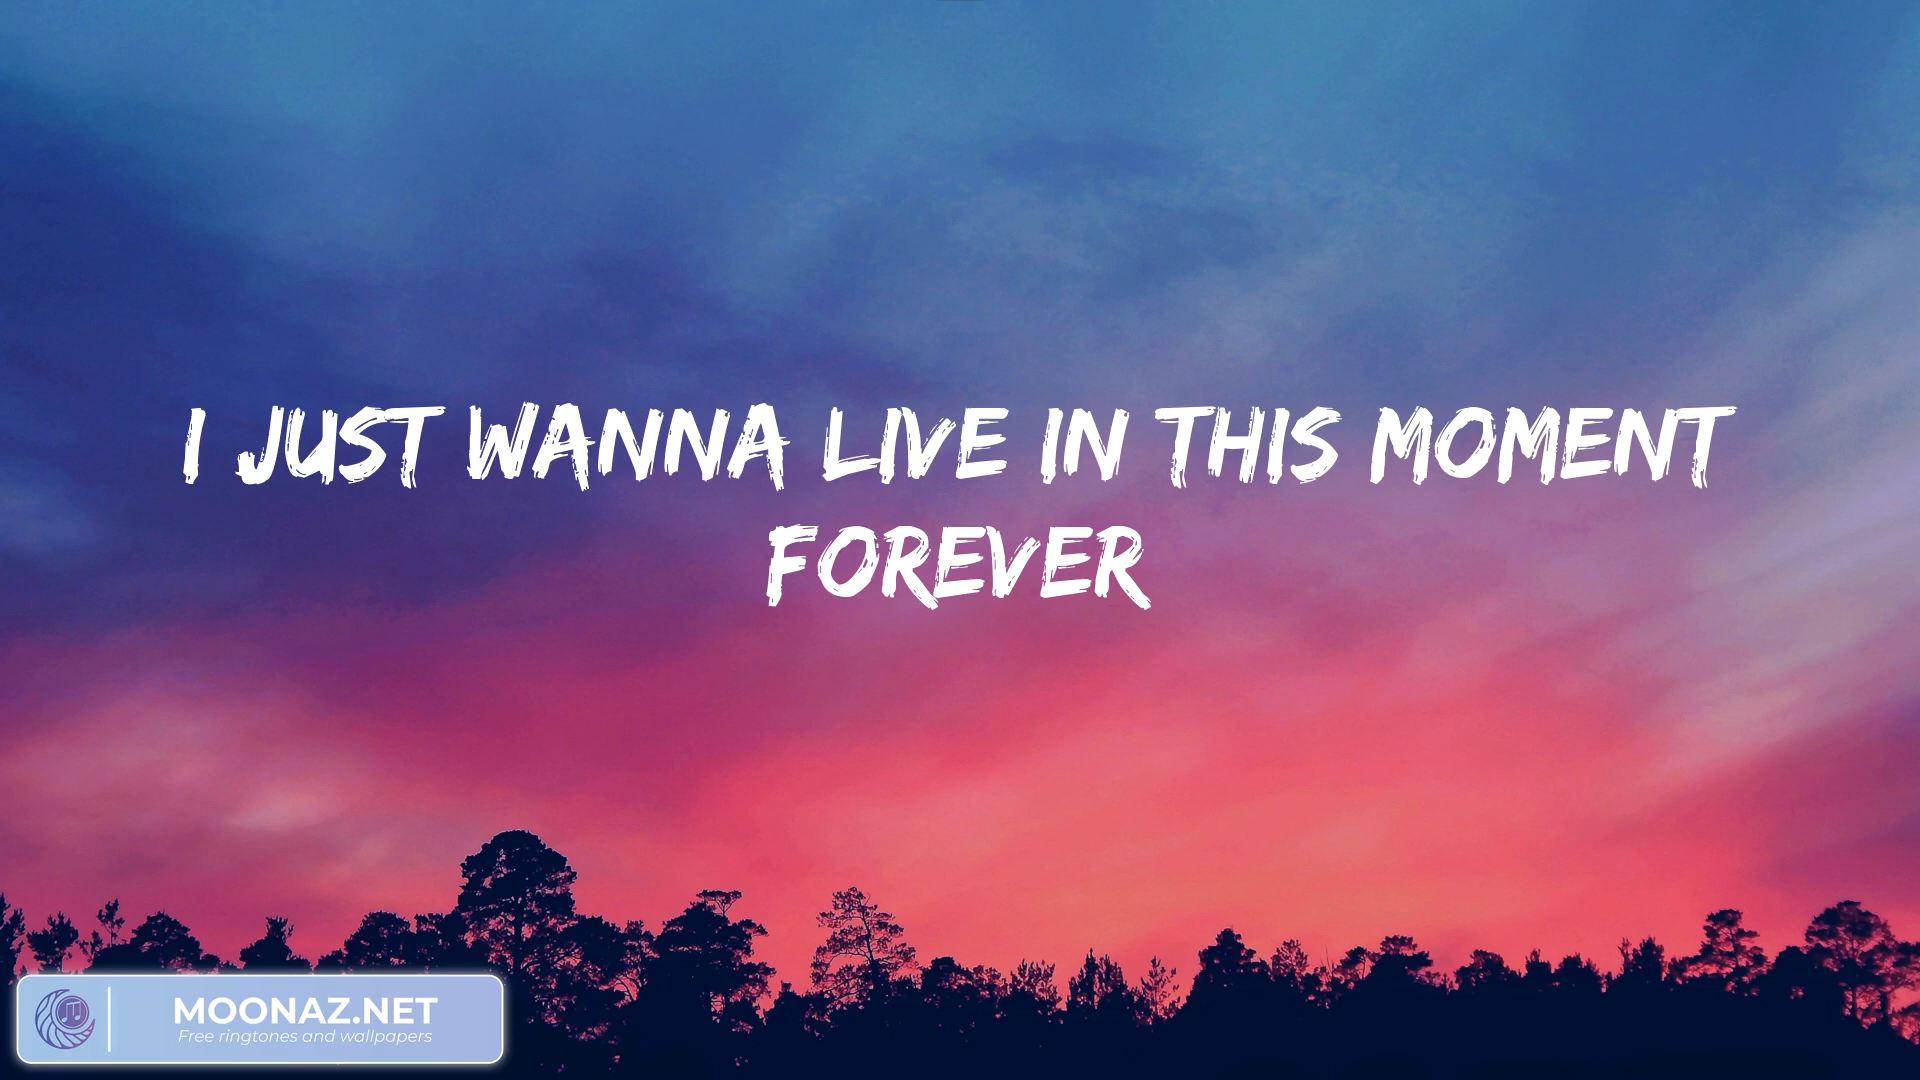 I JUST WANNA LIVE IN THIS MOMENT
FOREVER
MOONAZ.NET
Free ringtones and wallpapers